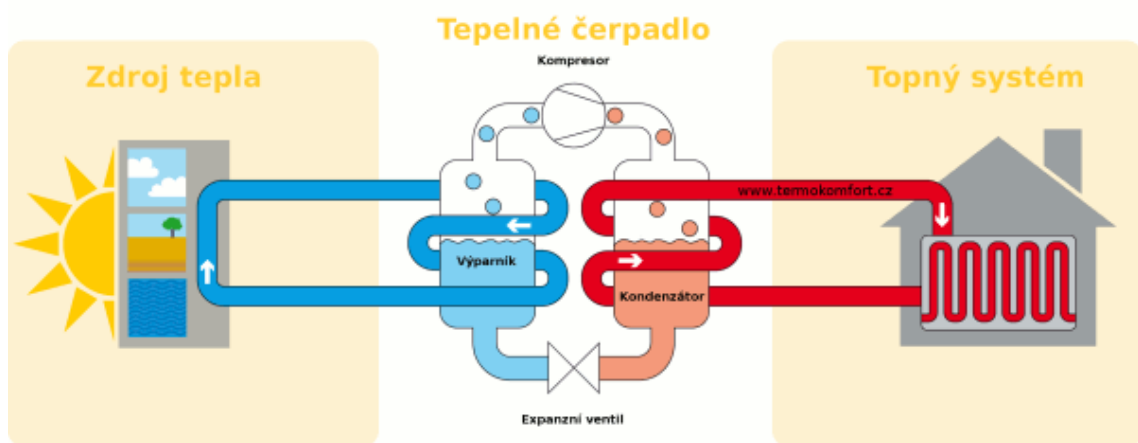 Tepelné čerpadlo
Kompresor
Zdroj tepla
Topný systém
www.termokomfort.cz
Výparník
Kondenzátor
Expanzní ventil